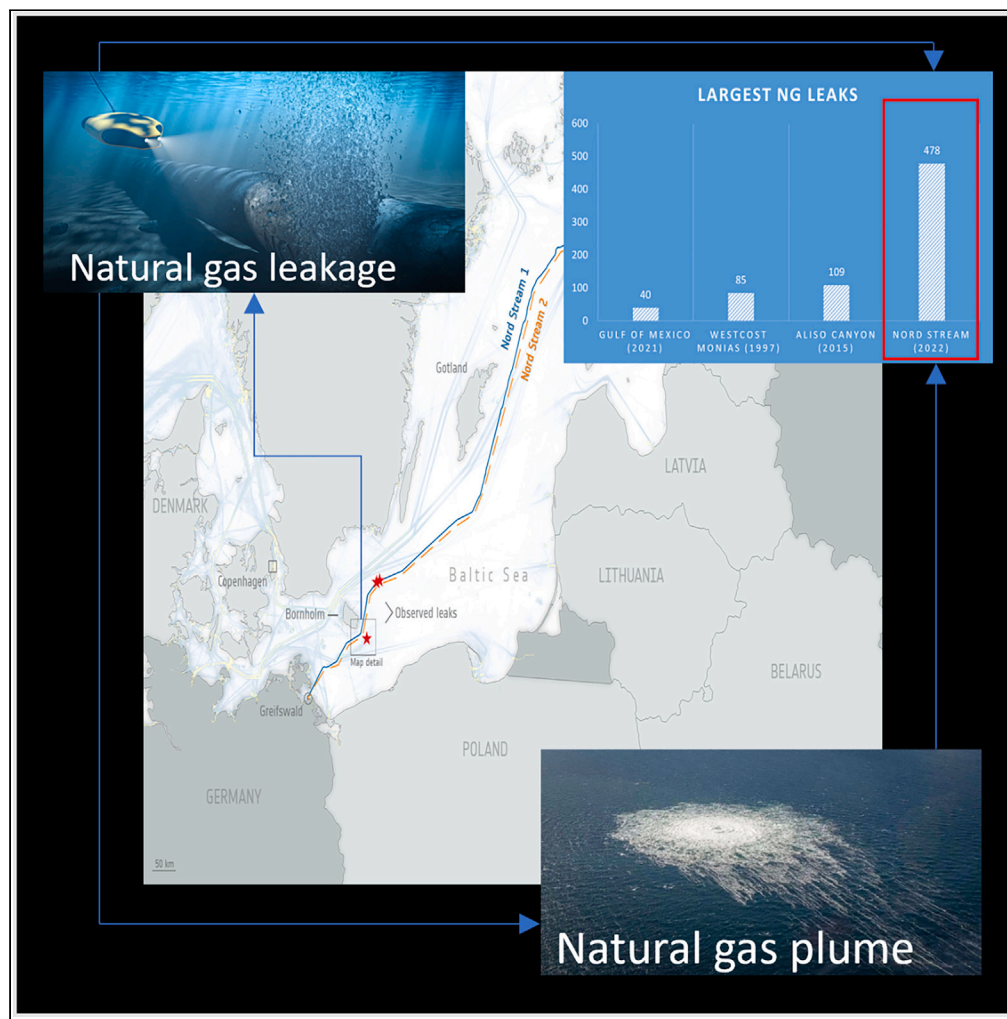 LARGEST NG LEAKS
600
500
400
300
200
100
0
40
85
109
478
GULF OF MEXICO
(2021)
WESTCOST
MONIAS (1997)
ALISO CANYON
(2015)
NORD STREAM
(2022)
Natural gas leakage
Nord Stream 1
Nord Stream 2
Gotland
LATVIA
DENMARK
Copenhagen
Baltic Sea
LITHUANIA
Bornholm
Observed leaks
Map detail
BELARUS
Greifswald
POLAND
GERMANY
50 km
Natural gas plume